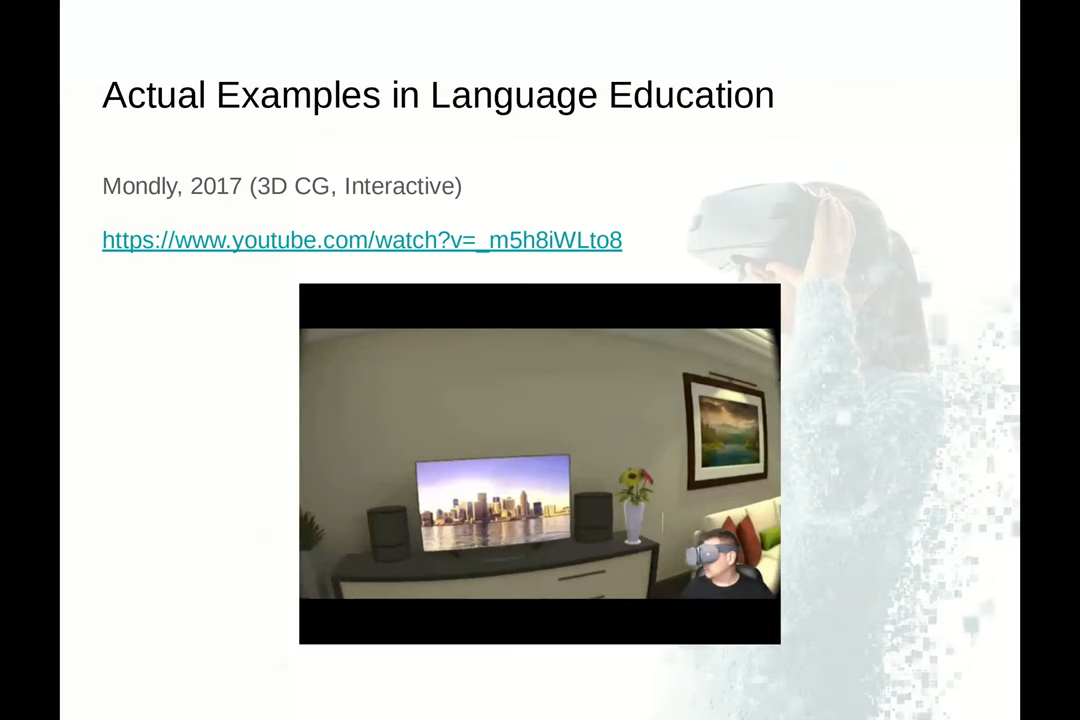 Actual Examples in Language Education
Mondly, 2017 (3D CG, Interactive)
https://www.youtube.com/watch?v=_m5h8iWLto8